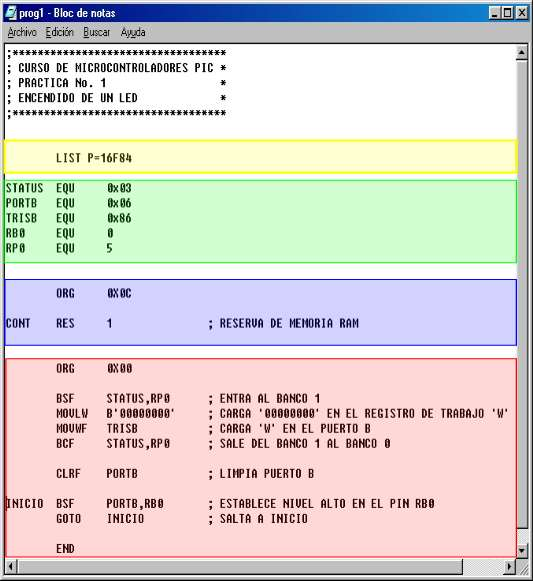 prog1 - Bloc de notas
Archivo Edición Buscar Ayuda
;**********************************
; CURSO DE MICROCONTROLADORES PIC *
; PRACTICA No. 1 *
; ENCENDIDO DE UN LED *
;**********************************
LIST P=16F84
STATUS EQU 0x03
PORTB EQU 0x06
TRISB EQU 0x86
RB0 EQU 0
RP0 EQU 5
ORG 0X0C
CONT RES 1 ; RESERVA DE MEMORIA RAM
ORG 0X00
BSF STATUS,RP0 ; ENTRA AL BANCO 1
MOVLW B'00000000' ; CARGA '00000000' EN EL REGISTRO DE TRABAJO 'W'
MOVWF TRISB ; CARGA 'W' EN EL PUERTO B
BCF STATUS,RP0 ; SALE DEL BANCO 1 AL BANCO 0
CLRF PORTB ; LIMPIA PUERTO B
INICIO BSF PORTB,RB0 ; ESTABLECE NIVEL ALTO EN EL PIN RB0
GOTO INICIO ; SALTA A INICIO
END